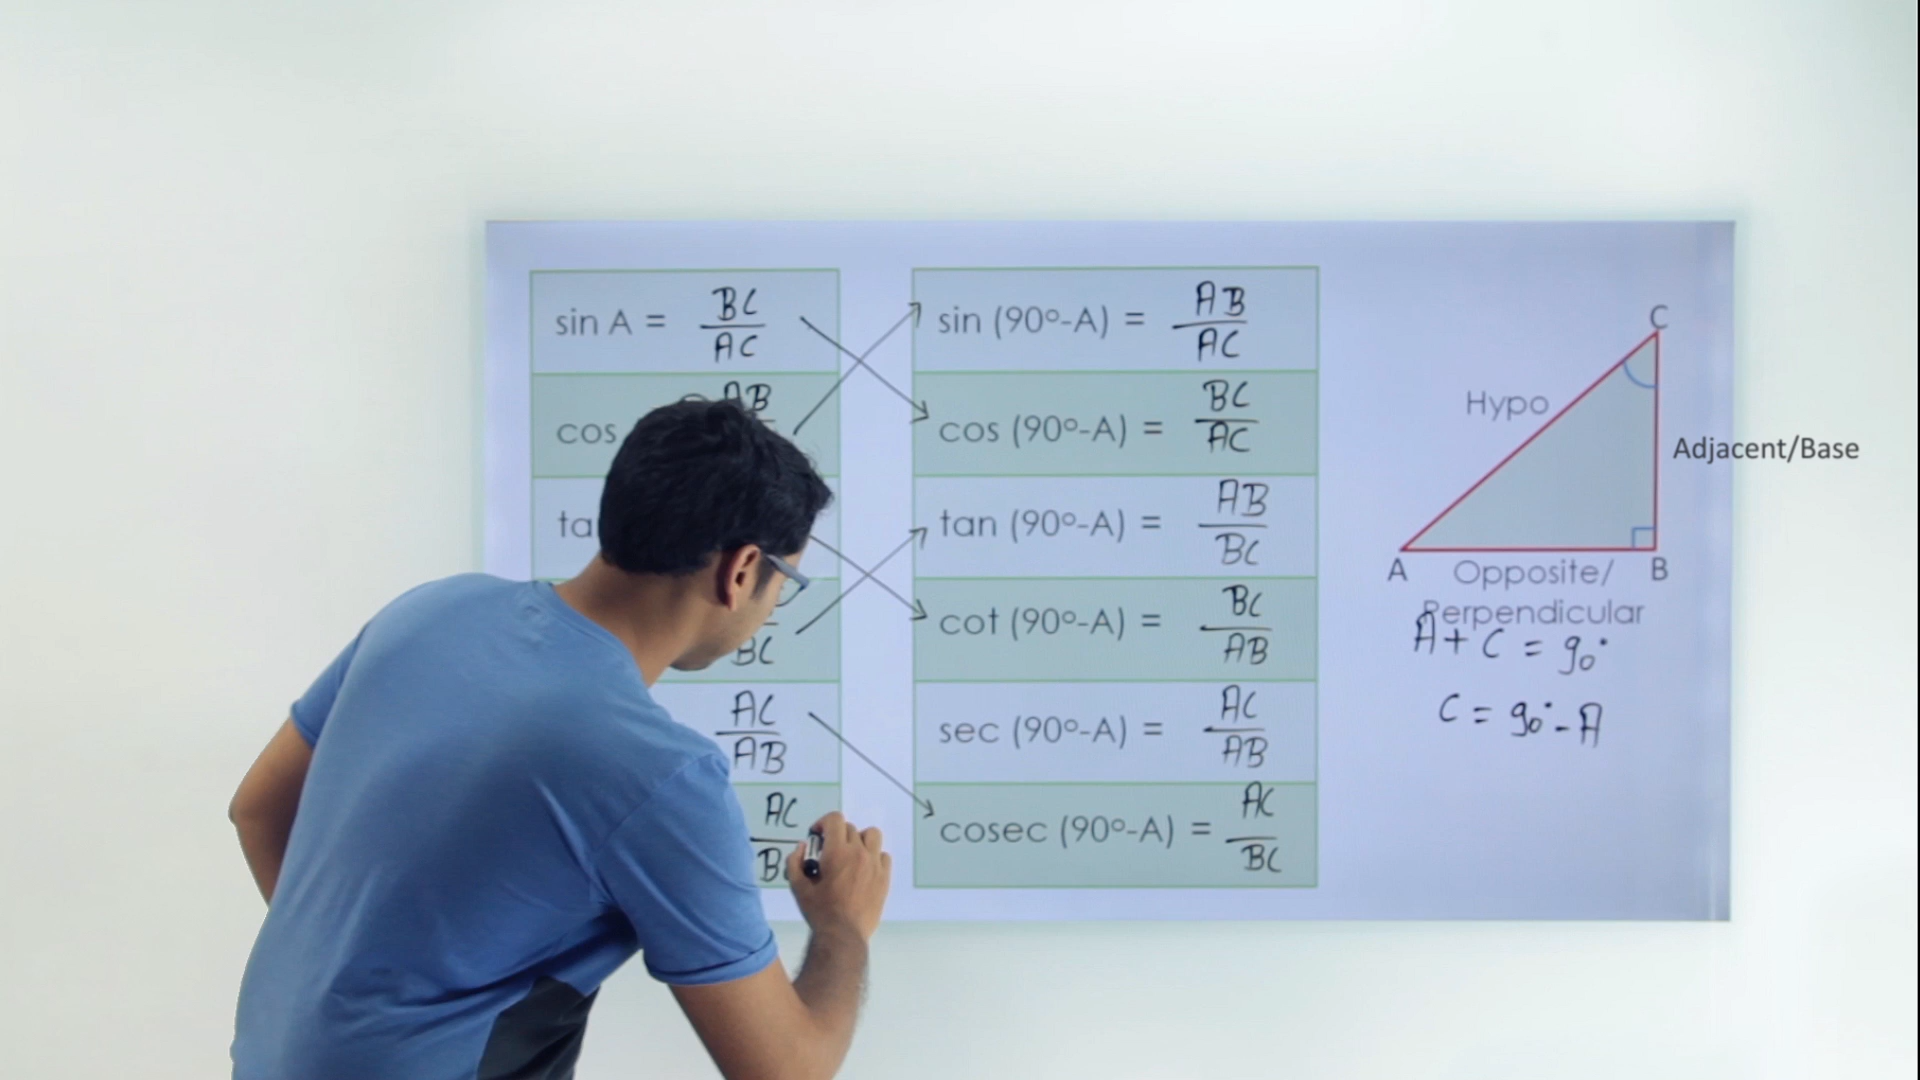 sin A = BC/AC
cos AB
ta
BC
AC/AB
AC
sin (90°-A) = AB/AC
cos (90°-A) = BC/AC
tan (90°-A) = AB/BC
cot (90°-A) = BC/AB
sec (90°-A) = AC/AB
cosec (90°-A) = AC/BC
C
Hypo
Adjacent/Base
A
B
Opposite/
Perpendicular
A + C = 90°
C = 90° - A